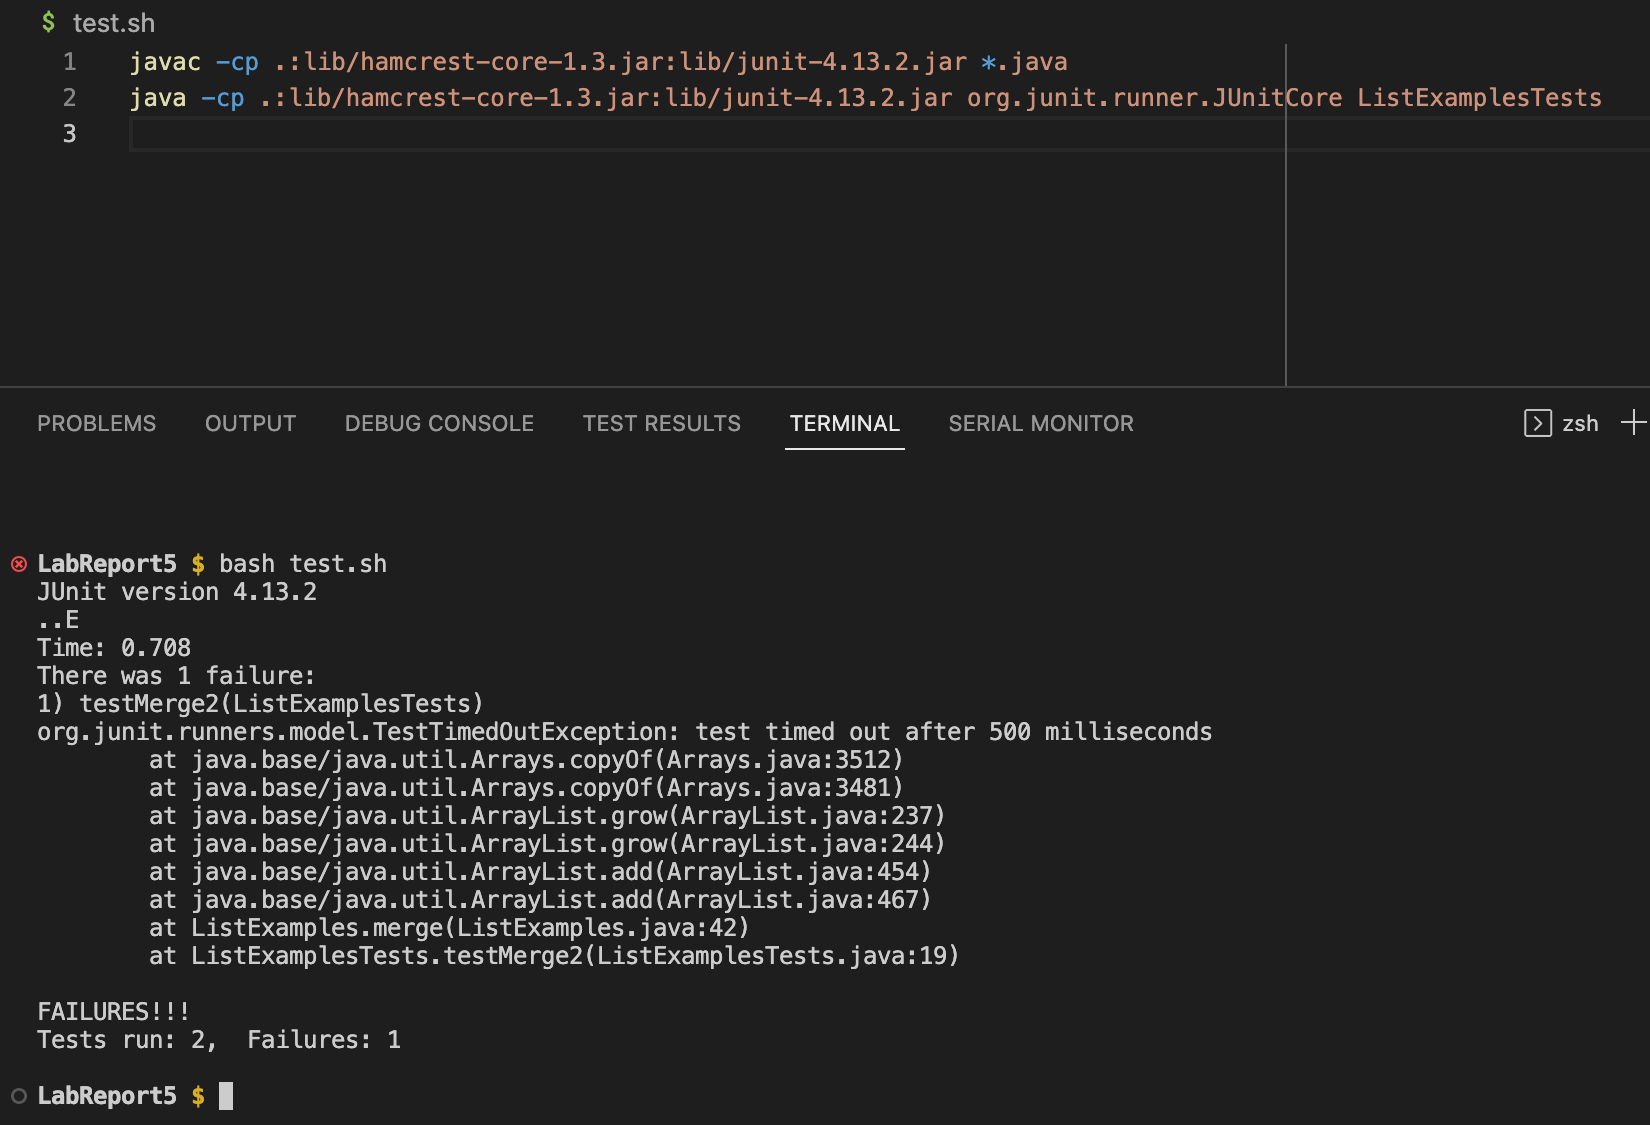 $ test.sh
1 javac -cp .:lib/hamcrest-core-1.3.jar:lib/junit-4.13.2.jar *.java
2 java -cp .:lib/hamcrest-core-1.3.jar:lib/junit-4.13.2.jar org.junit.runner.JUnitCore ListExamplesTests
3
PROBLEMS OUTPUT DEBUG CONSOLE TEST RESULTS TERMINAL SERIAL MONITOR zsh
LabReport5 $ bash test.sh
JUnit version 4.13.2
..E
Time: 0.708
There was 1 failure:
1) testMerge2(ListExamplesTests)
org.junit.runners.model.TestTimedOutException: test timed out after 500 milliseconds
at java.base/java.util.Arrays.copyOf(Arrays.java:3512)
at java.base/java.util.Arrays.copyOf(Arrays.java:3481)
at java.base/java.util.ArrayList.grow(ArrayList.java:237)
at java.base/java.util.ArrayList.grow(ArrayList.java:244)
at java.base/java.util.ArrayList.add(ArrayList.java:454)
at java.base/java.util.ArrayList.add(ArrayList.java:467)
at ListExamples.merge(ListExamples.java:42)
at ListExamplesTests.testMerge2(ListExamplesTests.java:19)
FAILURES!!!
Tests run: 2,  Failures: 1
LabReport5 $